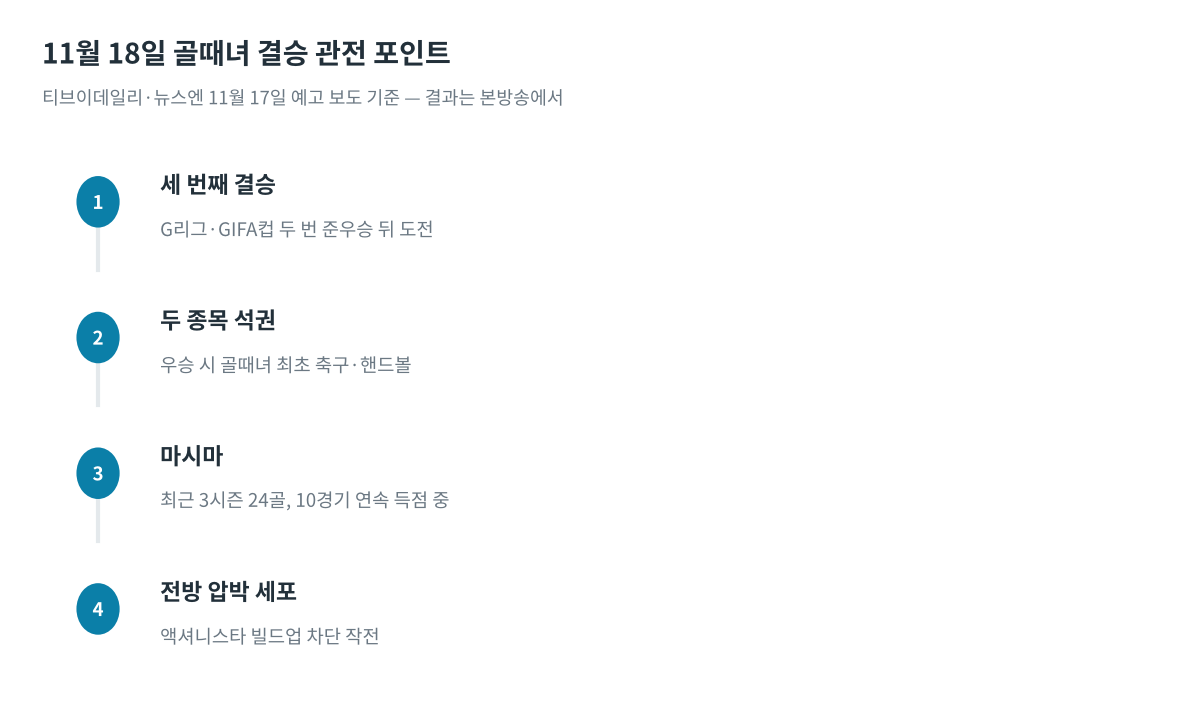 11월 18일 골때녀 결승 관전 포인트
티브이데일리·뉴스엔 11월 17일 예고 보도 기준 — 결과는 본방송에서
1
세 번째 결승
G리그·GIFA컵 두 번 준우승 뒤 도전
2
두 종목 석권
우승 시 골때녀 최초 축구·핸드볼
3
마시마
최근 3시즌 24골, 10경기 연속 득점 중
4
전방 압박 세포
액셔니스타 빌드업 차단 작전